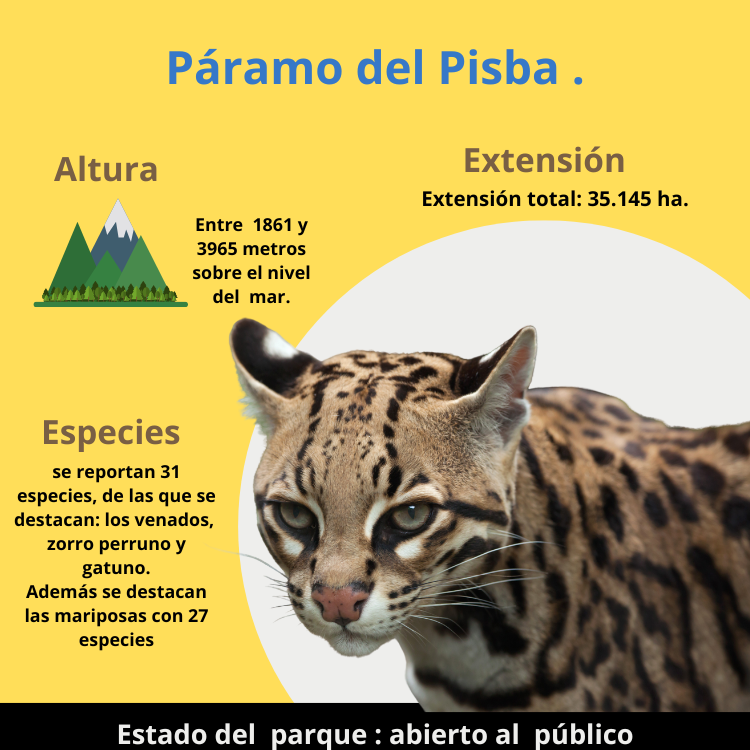 Páramo del Pisba .
Altura
Entre 1861 y
3965 metros
sobre el nivel
del mar.
Extensión
Extensión total: 35.145 ha.
Especies
se reportan 31
especies, de las que se
destacan: los venados,
zorro perruno y
gatuno.
Además se destacan
las mariposas con 27
especies
Estado del parque : abierto al público